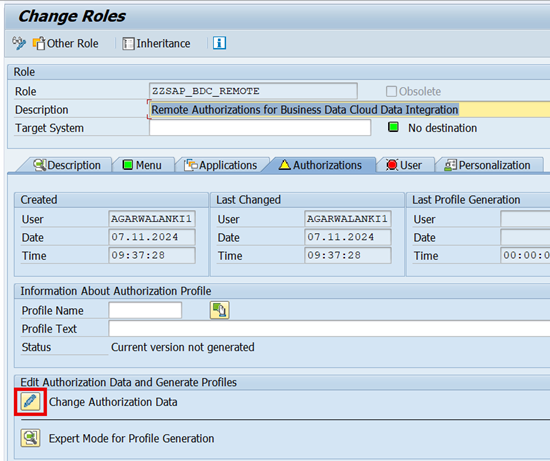 Change Roles
Other Role Inheritance
Role
Role ZZSAP_BDC_REMOTE Obsolete
Description Remote Authorizations for Business Data Cloud Data Integration
Target System No destination
Description Menu Applications Authorizations User Personalization
Created Last Changed Last Profile Generation
User AGARWALANKI1 User AGARWALANKI1 User
Date 07.11.2024 Date 07.11.2024 Date
Time 09:37:28 Time 09:37:28 Time 00:00:0
Information About Authorization Profile
Profile Name
Profile Text
Status Current version not generated
Edit Authorization Data and Generate Profiles
Change Authorization Data
Expert Mode for Profile Generation